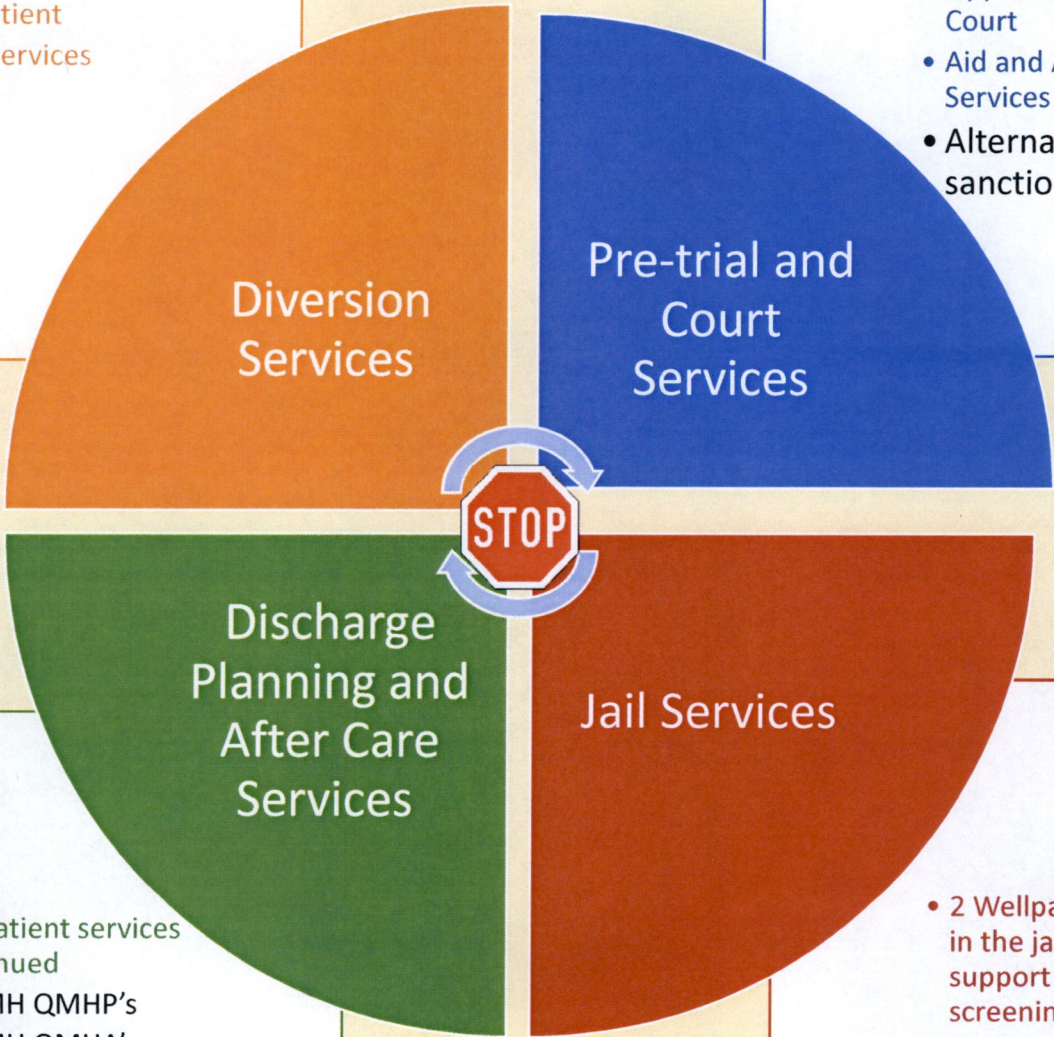 tient
ervices
Court
• Aid and
Services
• Alterna
sanctio
Diversion
Services
Pre-trial and
Court
Services
STOP
Discharge
Planning and
After Care
Services
Jail Services
atient services
nued
MH QMHP's
• 2 Wellpa
in the ja
support
screenin